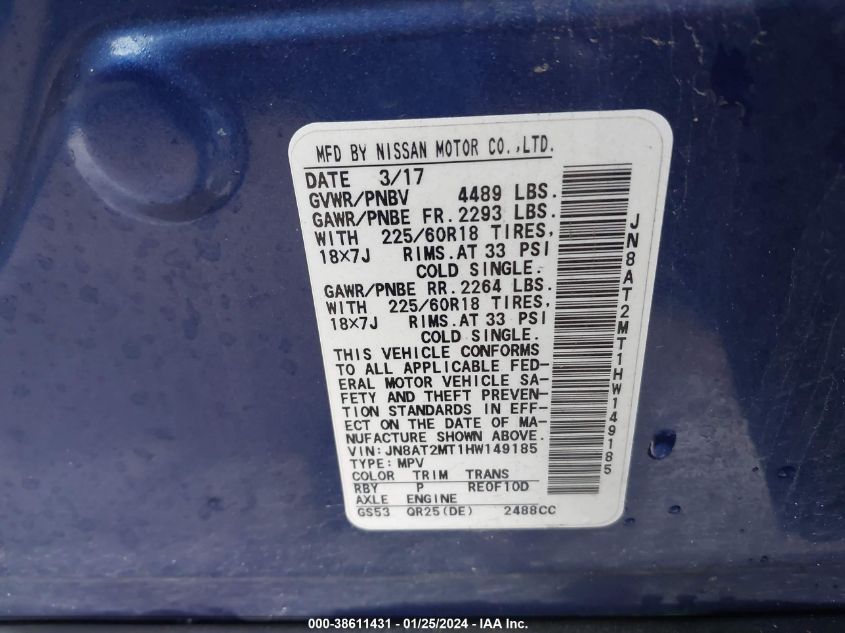 MFD BY NISSAN MOTOR CO.,LTD.
DATE 3/17
GVWR/PNBV 4489 LBS.
GAWR/PNBE FR. 2293 LBS.
WITH 225/60R18 TIRES,
18×7J RIMS.AT 33 PSI
COLD SINGLE.
GAWR/PNBE RR. 2264 LBS.
WITH 225/60R18 TIRES,
18×7J RIMS.AT 33 PSI
COLD SINGLE.
THIS VEHICLE CONFORMS
TO ALL APPLICABLE FED-
ERAL MOTOR VEHICLE SA-
FETY AND THEFT PREVEN-
TION STANDARDS IN EFF-
ECT ON THE DATE OF MA-
NUFACTURE SHOWN ABOVE.
VIN:JN8AT2MT1HW149185
TYPE:MPV
COLOR TRIM TRANS
RBY P RE0F10D
AXLE ENGINE
GS53 QR25(DE) 2488CC
JN8AT2MT1HW149185
000-38611431 - 01/25/2024 - IAA Inc.